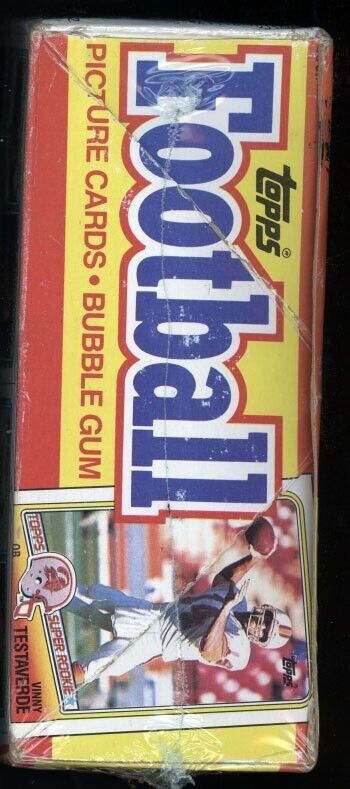 topps®
Football
PICTURE CARDS • BUBBLE GUM
TOPPS
SUPER ROOKIE
QB
VINNY
TESTAVERDE
topps